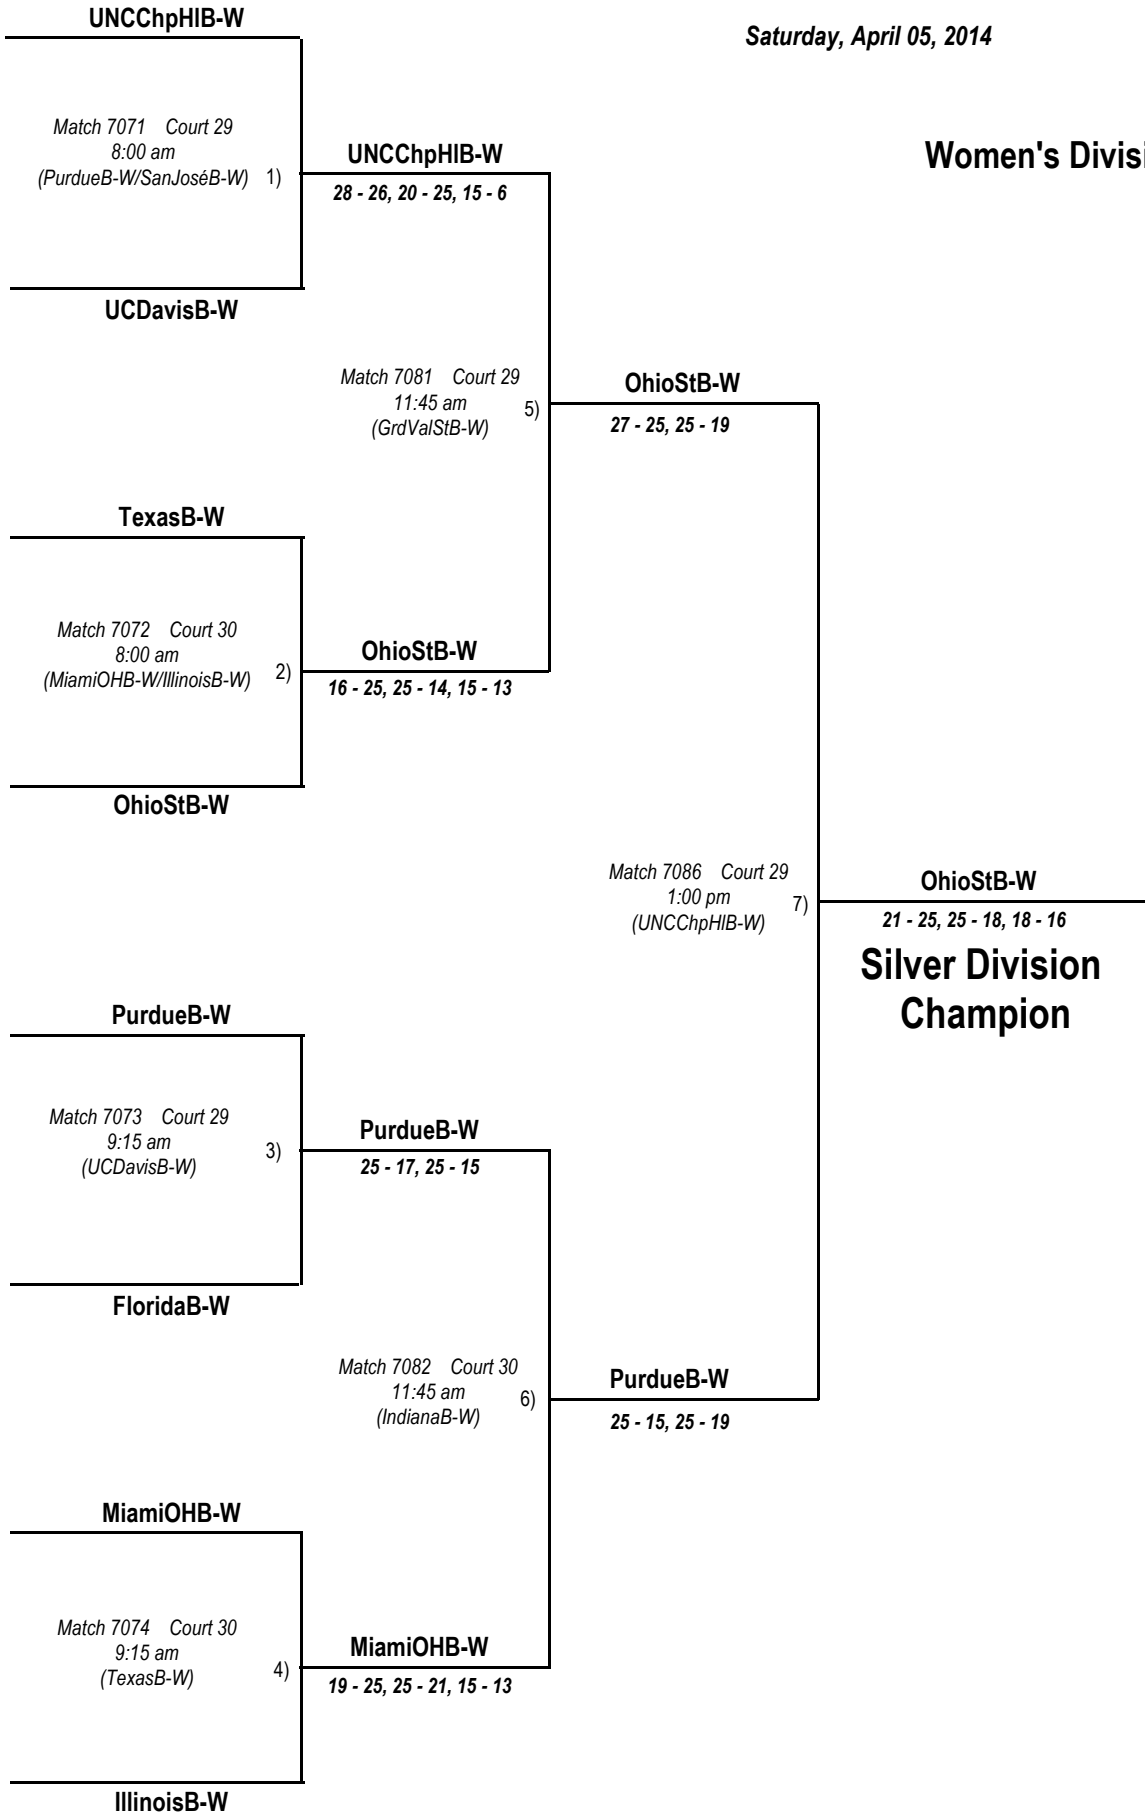 UNCChpHlB-W
Saturday, April 05, 2014
Women's Divisi
Match 7071 Court 29
8:00 am
(PurdueB-W/SanJoséB-W) 1)
UNCChpHlB-W
28 - 26, 20 - 25, 15 - 6
UCDavisB-W
Match 7081 Court 29
11:45 am
(GrdValStB-W)
5)
OhioStB-W
27 - 25, 25 - 19
TexasB-W
Match 7072 Court 30
8:00 am
(MiamiOHB-W/IllinoisB-W) 2)
OhioStB-W
16 - 25, 25 - 14, 15 - 13
OhioStB-W
Match 7086 Court 29
1:00 pm
(UNCChpHlB-W)
7)
OhioStB-W
21 - 25, 25 - 18, 18 - 16
Silver Division
Champion
PurdueB-W
Match 7073 Court 29
9:15 am
(UCDavisB-W)
3)
PurdueB-W
25 - 17, 25 - 15
FloridaB-W
Match 7082 Court 30
11:45 am
(IndianaB-W)
6)
PurdueB-W
25 - 15, 25 - 19
MiamiOHB-W
Match 7074 Court 30
9:15 am
(TexasB-W)
4)
MiamiOHB-W
19 - 25, 25 - 21, 15 - 13
IllinoisB-W